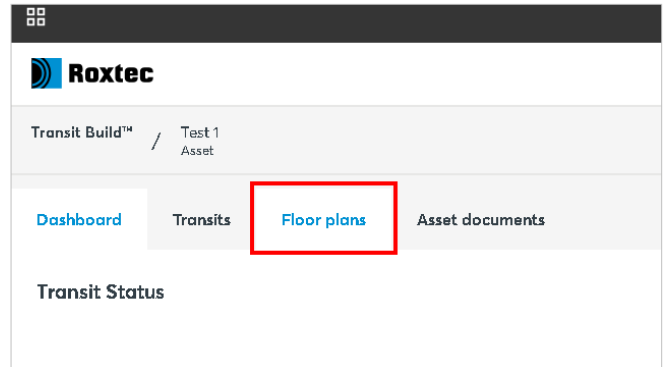 Roxtec
Transit Build™ / Test 1
Asset
Dashboard Transits Floor plans Asset documents
Transit Status